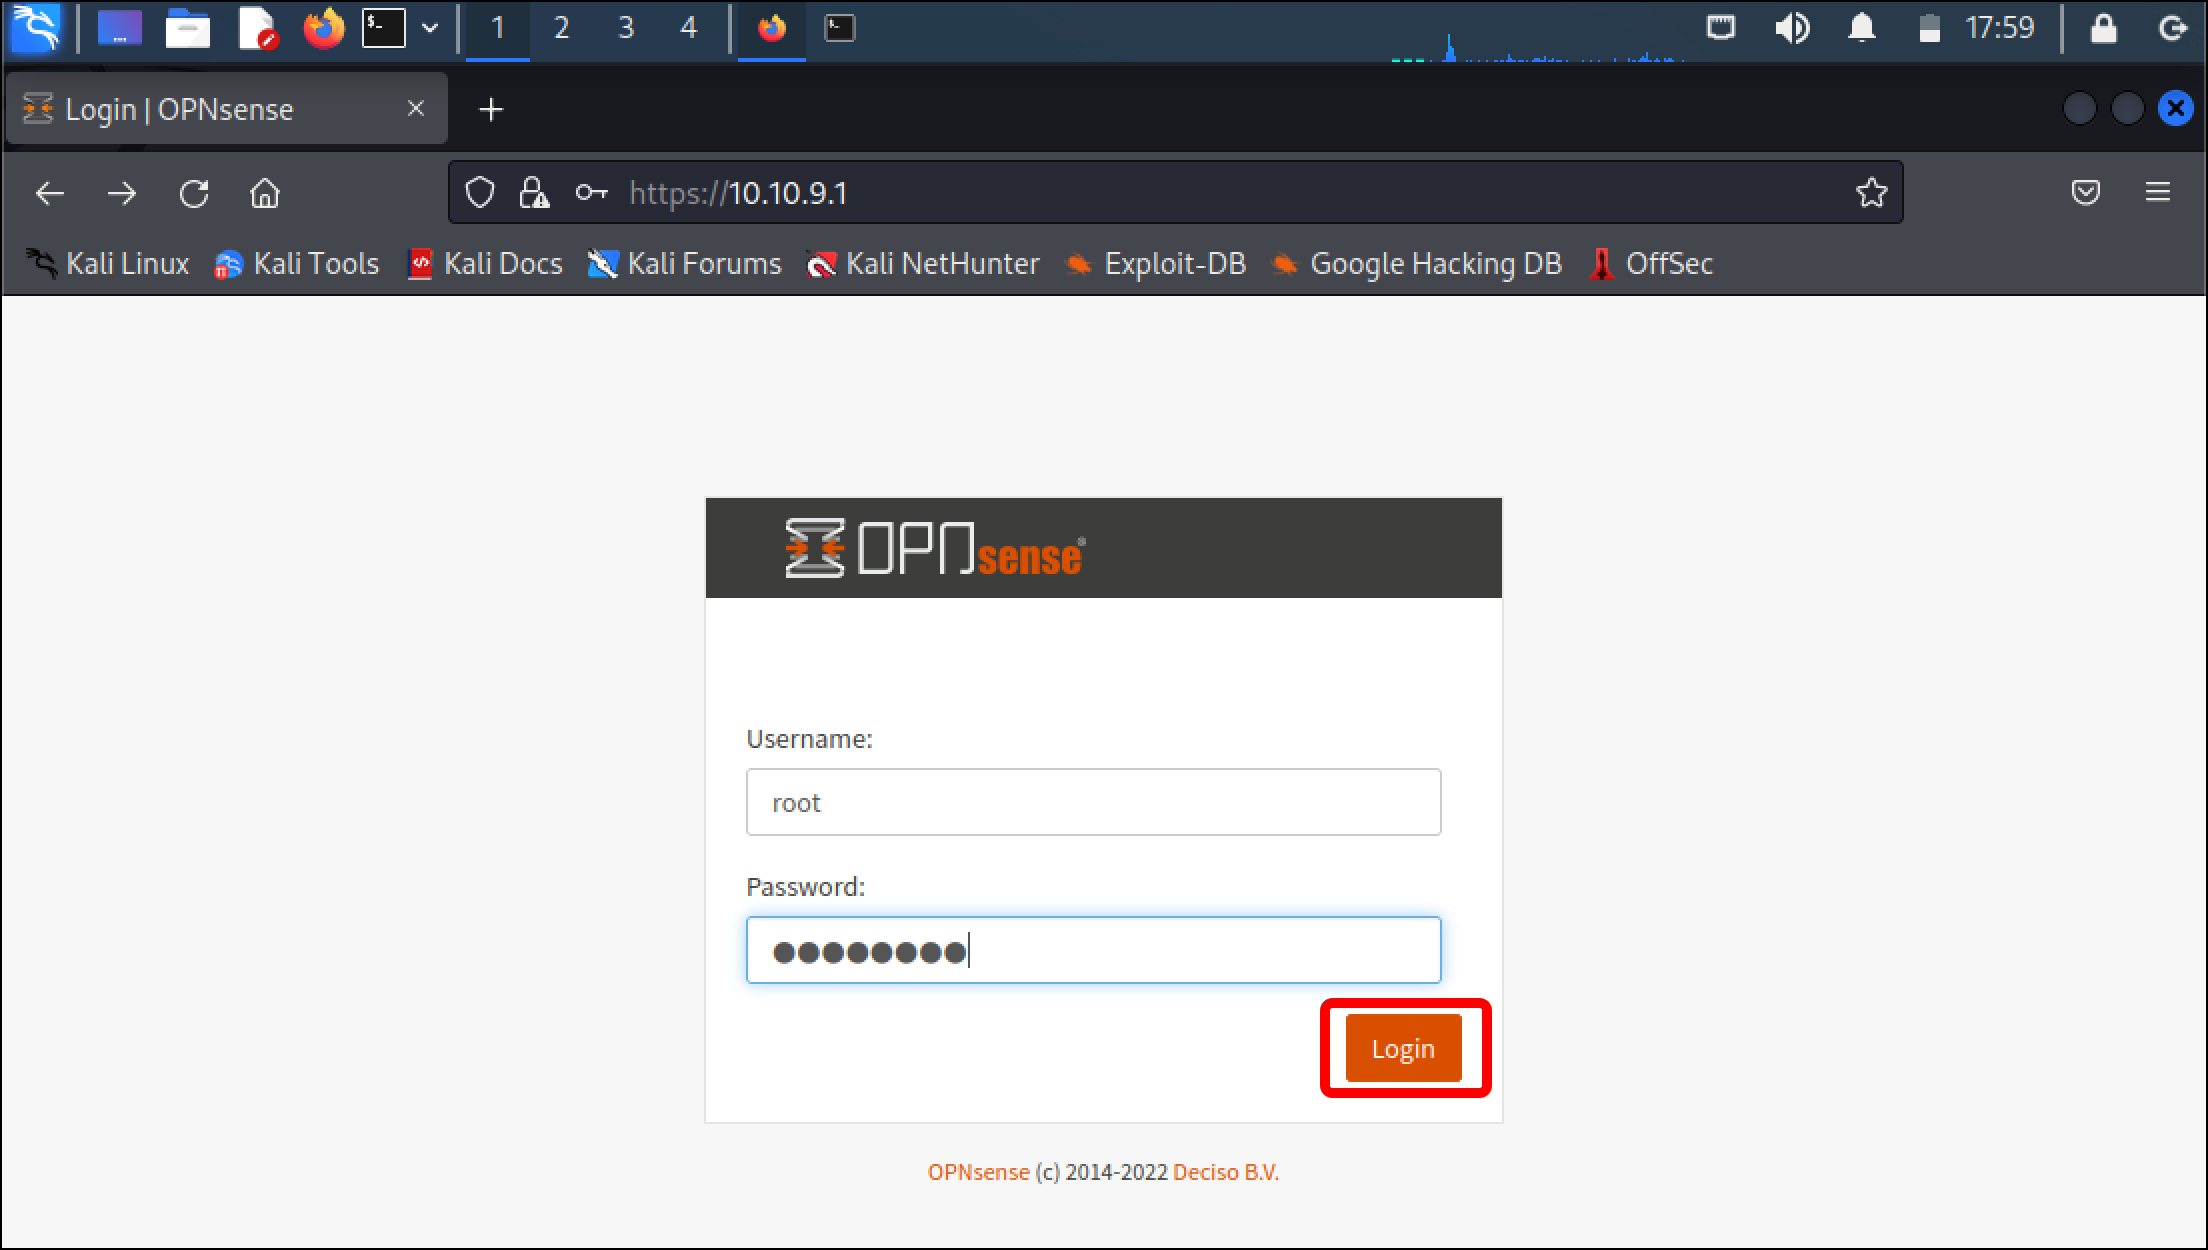 1 2 3 4 17:59
Login | OPNsense
https://10.10.9.1
Kali Linux Kali Tools Kali Docs Kali Forums Kali NetHunter Exploit-DB Google Hacking DB OffSec
OPNsense®
Username:
root
Password:
●●●●●●●●
Login
OPNsense (c) 2014-2022 Deciso B.V.